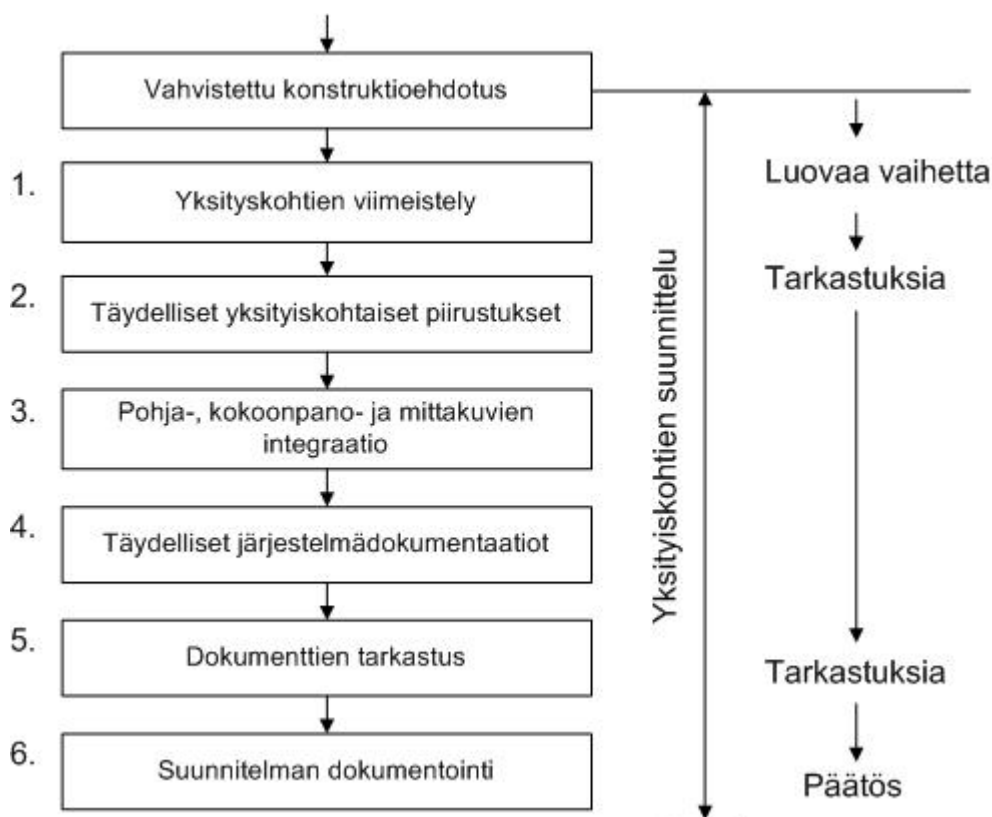 Vahvistettu konstruktioehdotus
1.
Yksityskohtien viimeistely
2.
Täydelliset yksityiskohtaiset piirustukset
3.
Pohja-, kokoonpano- ja mittakuvien
integraatio
4.
Täydelliset järjestelmädokumentaatiot
5.
Dokumenttien tarkastus
6.
Suunnitelman dokumentointi
Yksityiskohtien suunnittelu
Luovaa vaihetta
Tarkastuksia
Tarkastuksia
Päätös